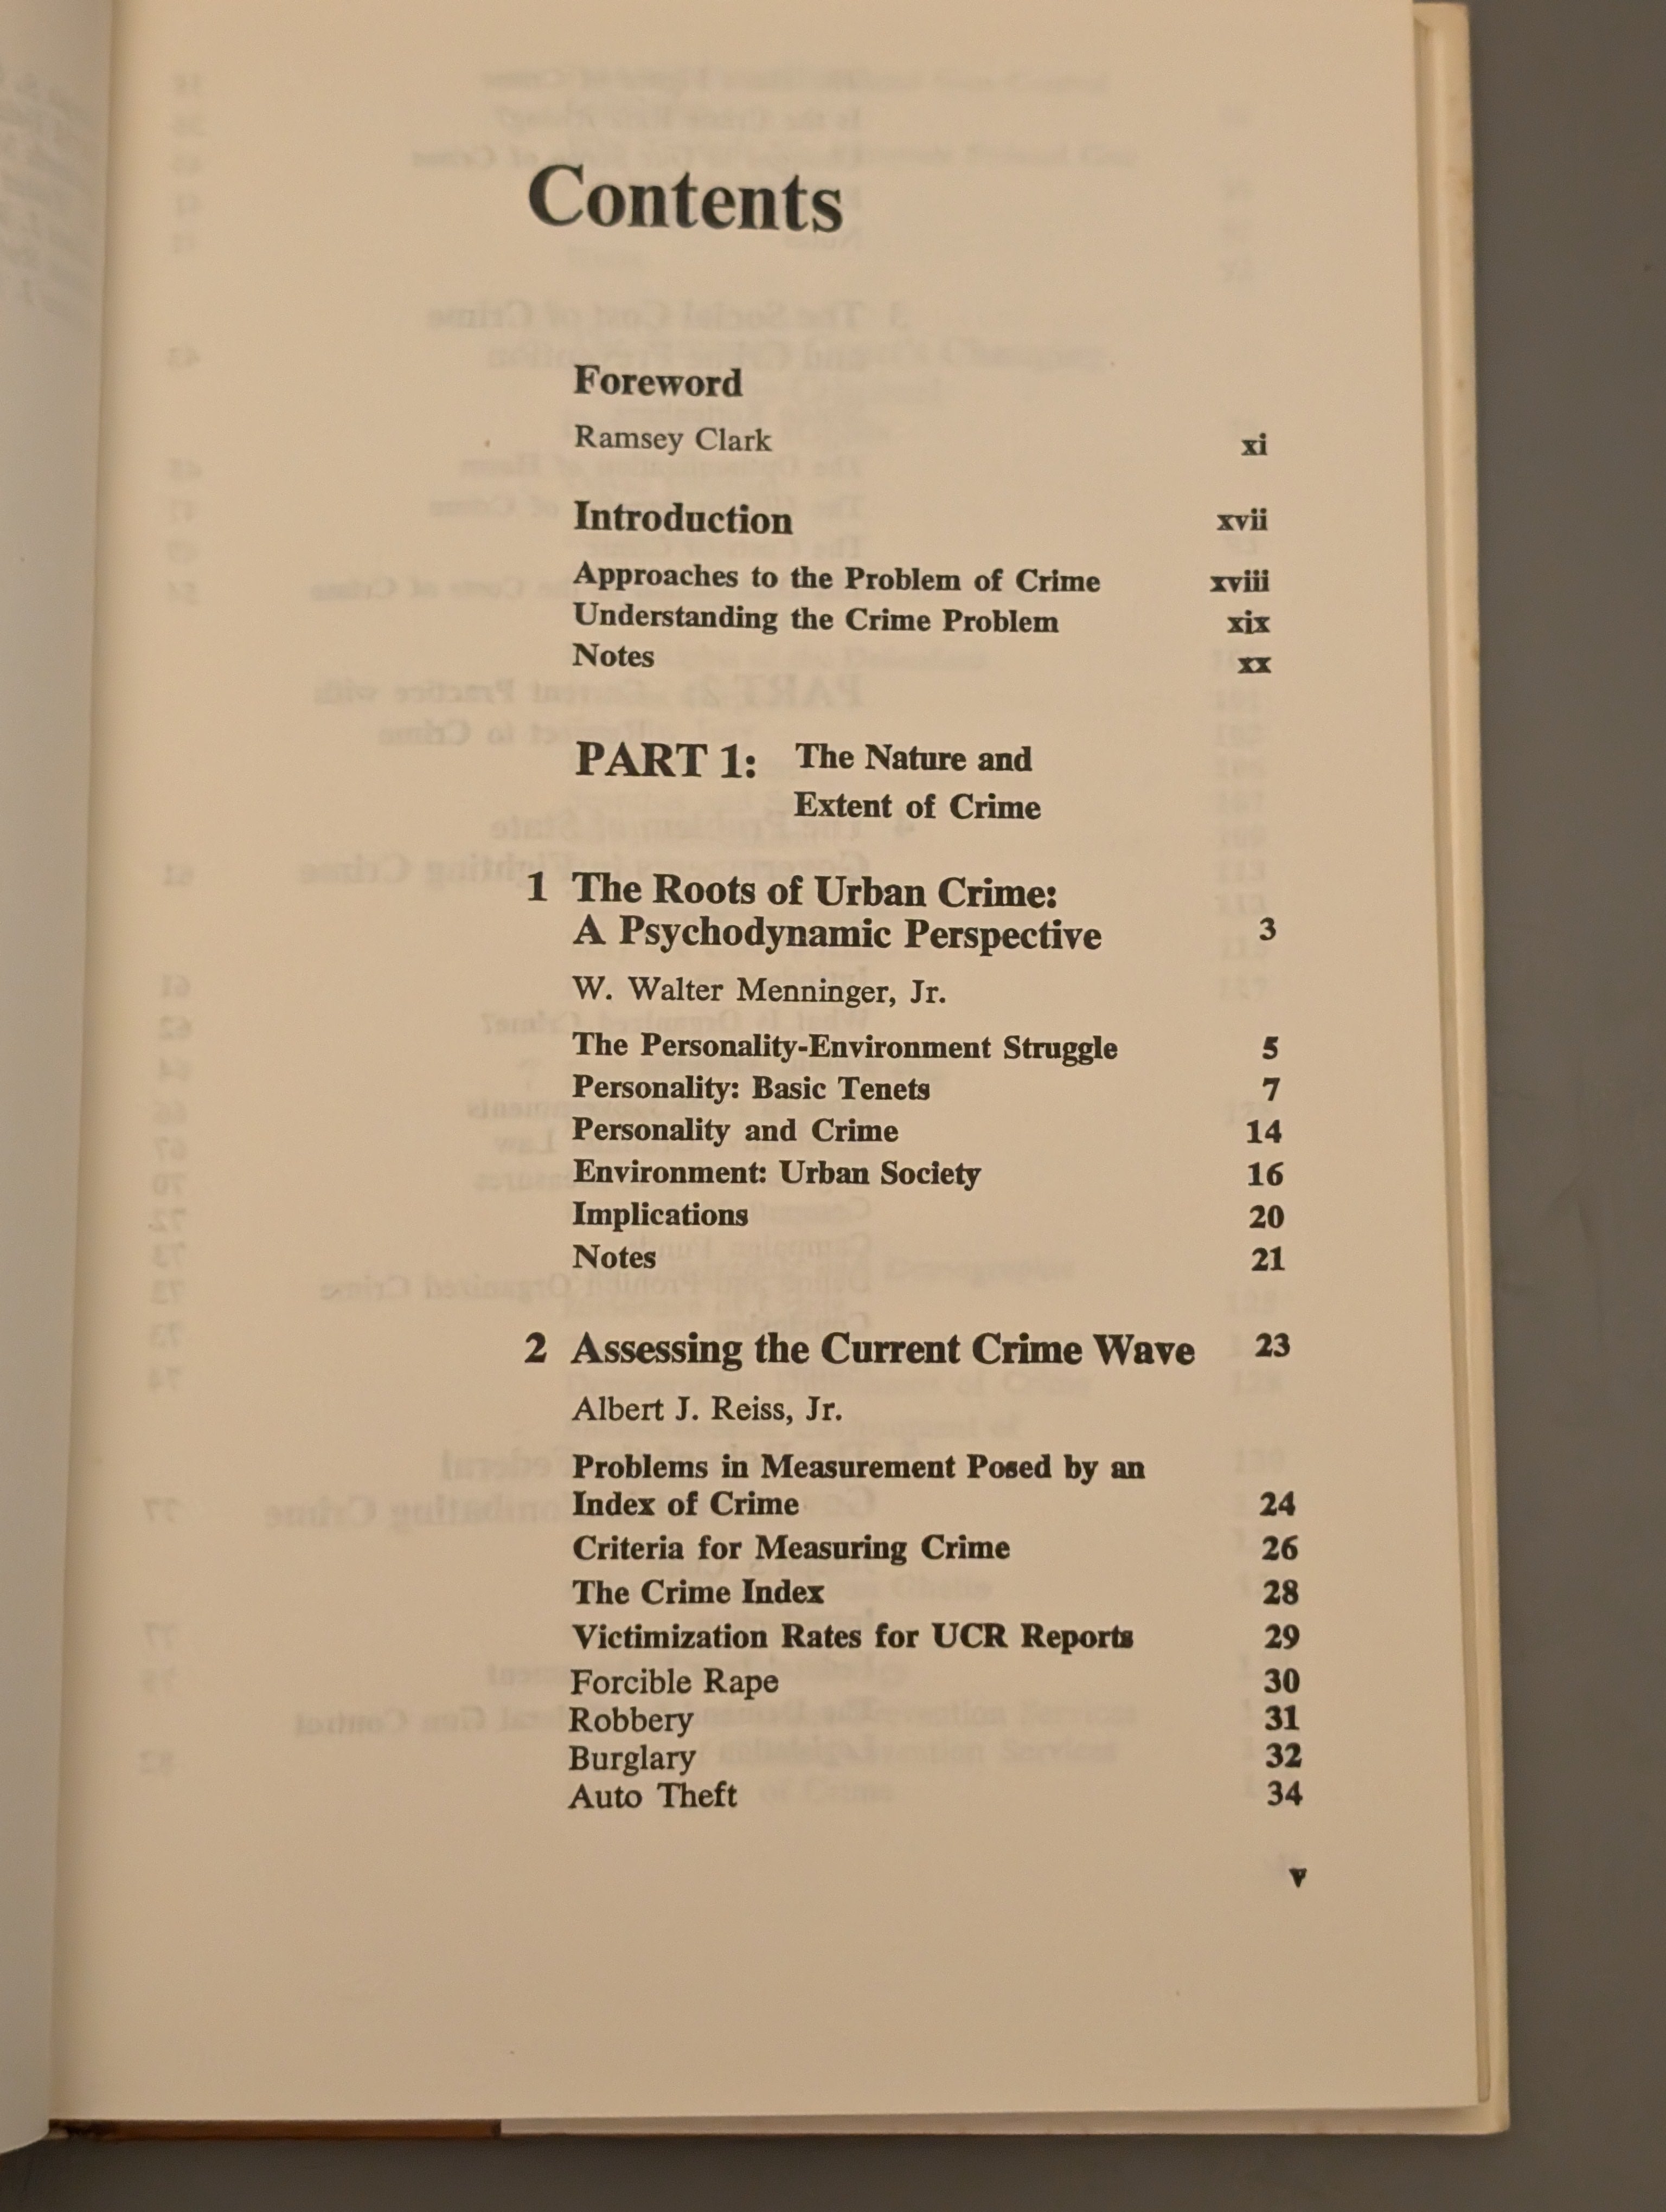 Contents
Foreword
Ramsey Clark xi
Introduction xvii
Approaches to the Problem of Crime xviii
Understanding the Crime Problem xix
Notes xx
PART 1: The Nature and
Extent of Crime
1 The Roots of Urban Crime:
A Psychodynamic Perspective 3
W. Walter Menninger, Jr.
The Personality-Environment Struggle 5
Personality: Basic Tenets 7
Personality and Crime 14
Environment: Urban Society 16
Implications 20
Notes 21
2 Assessing the Current Crime Wave 23
Albert J. Reiss, Jr.
Problems in Measurement Posed by an
Index of Crime 24
Criteria for Measuring Crime 26
The Crime Index 28
Victimization Rates for UCR Reports 29
Forcible Rape 30
Robbery 31
Burglary 32
Auto Theft 34
v